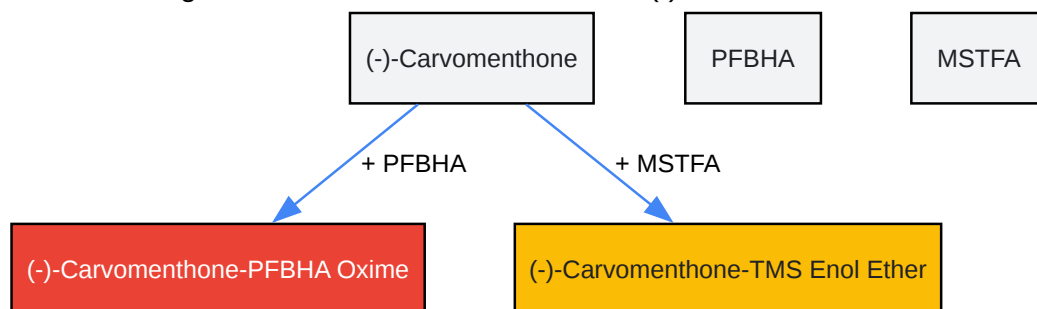 (-)-Carvomenthone
PFBHA
MSTFA
+ PFBHA
+ MSTFA
(-)-Carvomenthone-PFBHA Oxime
(-)-Carvomenthone-TMS Enol Ether